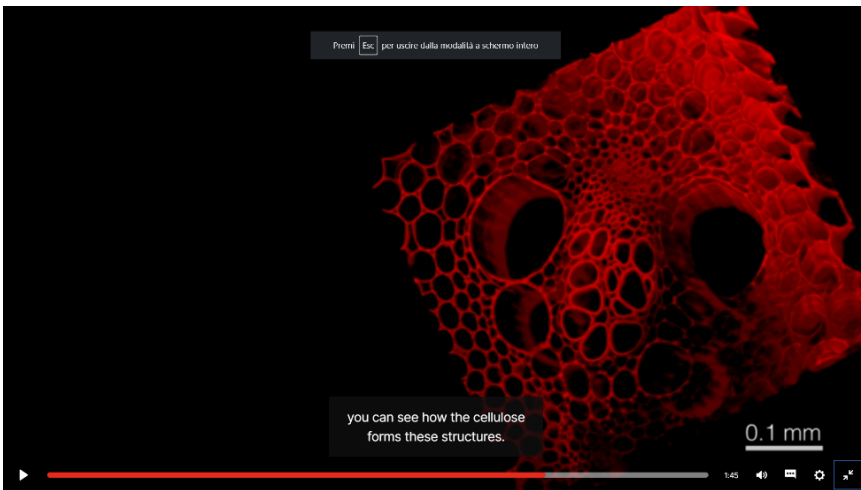 Premi Esc per uscire dalla modalità a schermo intero
you can see how the cellulose
forms these structures.
0.1 mm
1:45